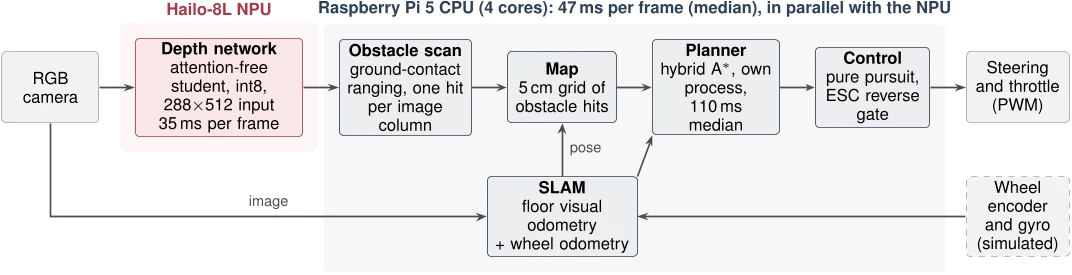 Hailo-8L NPU
Raspberry Pi 5 CPU (4 cores): 47 ms per frame (median), in parallel with the NPU
RGB
camera
Depth network
attention-free
student, int8,
288×512 input
35 ms per frame
Obstacle scan
ground-contact
ranging, one hit
per image
column
Map
5 cm grid of
obstacle hits
Planner
hybrid A*, own
process,
110 ms
median
Control
pure pursuit,
ESC reverse
gate
Steering
and throttle
(PWM)
pose
image
SLAM
floor visual
odometry
+ wheel odometry
Wheel
encoder
and gyro
(simulated)